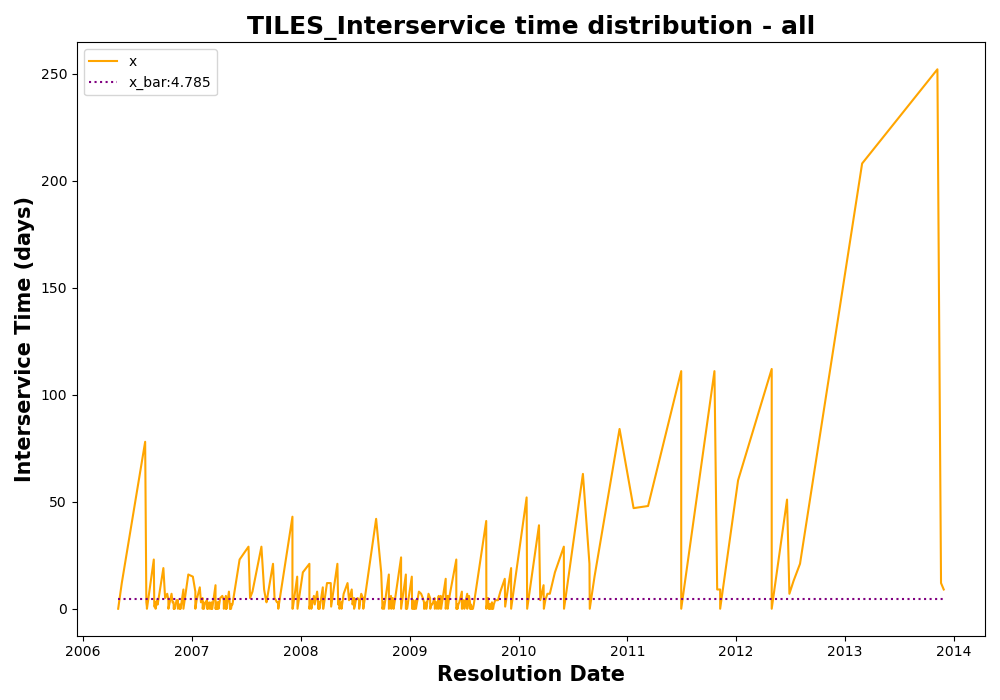 TILES_Interservice time distribution - all
x
x_bar:4.785
250
200
150
100
50
0
Interservice Time (days)
2006 2007 2008 2009 2010 2011 2012 2013 2014
Resolution Date